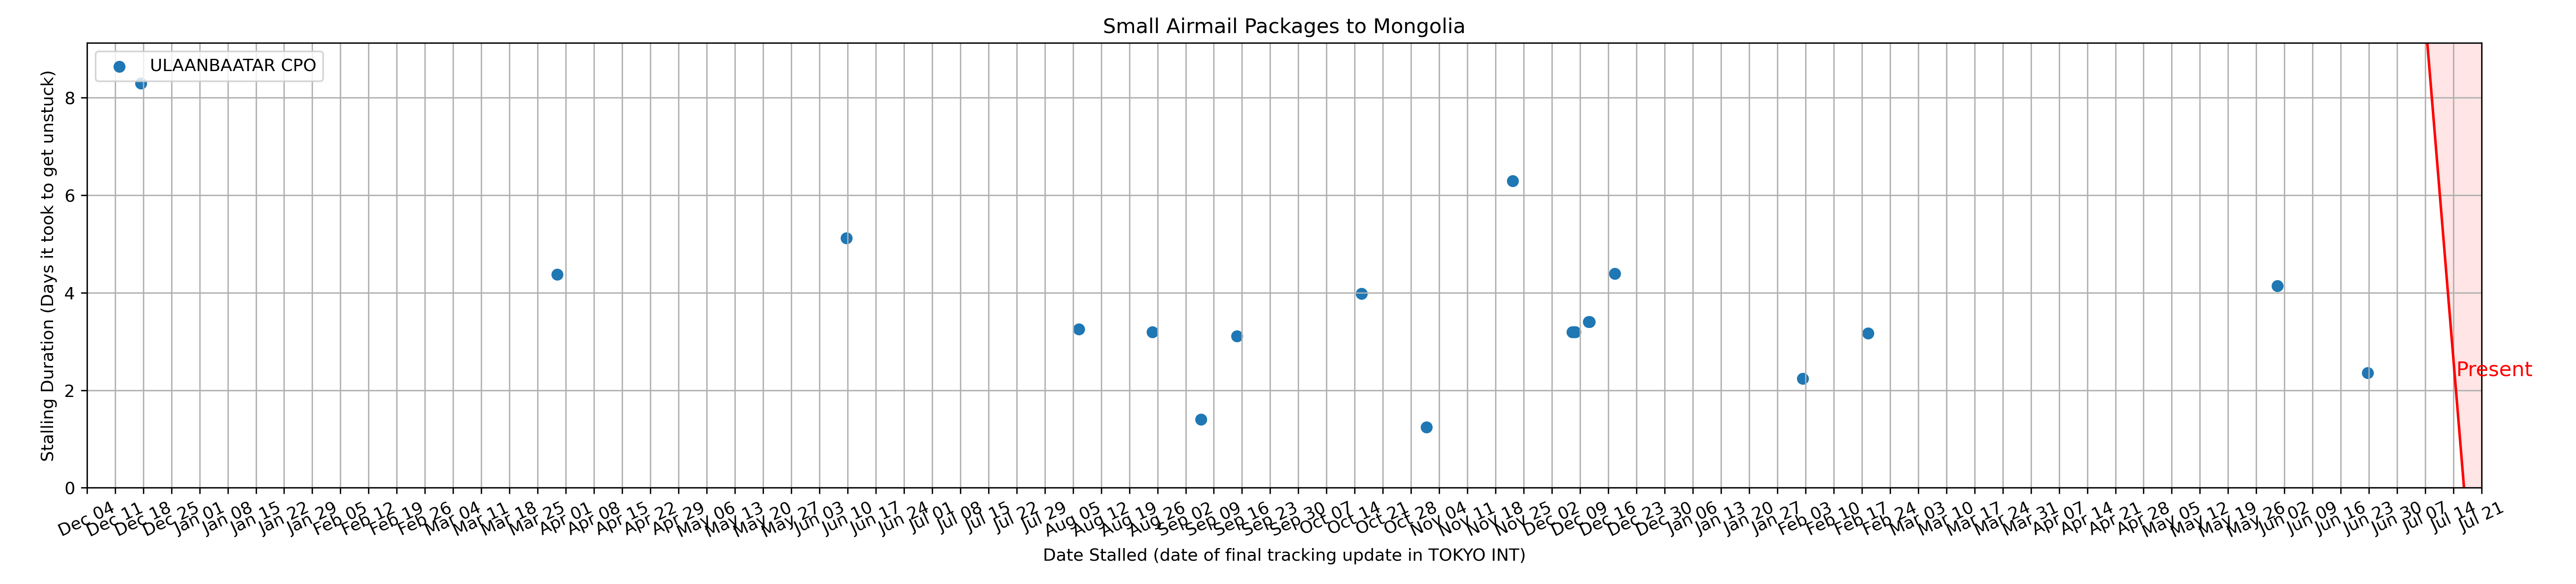 Small Airmail Packages to Mongolia
ULAANBAATAR CPO
Stalling Duration (Days it took to get unstuck)
8
6
4
2
0
Present
Dec 04
Dec 11
Dec 18
Dec 25
Jan 01
Jan 08
Jan 15
Jan 22
Jan 29
Feb 05
Feb 12
Feb 19
Feb 26
Mar 04
Mar 11
Mar 18
Mar 25
Apr 01
Apr 08
Apr 15
Apr 22
Apr 29
May 06
May 13
May 20
May 27
Jun 03
Jun 10
Jun 17
Jun 24
Jul 01
Jul 08
Jul 15
Jul 22
Jul 29
Aug 05
Aug 12
Aug 19
Aug 26
Sep 02
Sep 09
Sep 16
Sep 23
Sep 30
Oct 07
Oct 14
Oct 21
Oct 28
Nov 04
Nov 11
Nov 18
Nov 25
Dec 02
Dec 09
Dec 16
Dec 23
Dec 30
Jan 06
Jan 13
Jan 20
Jan 27
Feb 03
Feb 10
Feb 17
Feb 24
Mar 03
Mar 10
Mar 17
Mar 24
Mar 31
Apr 07
Apr 14
Apr 21
Apr 28
May 05
May 12
May 19
May 26
Jun 02
Jun 09
Jun 16
Jun 23
Jun 30
Jul 07
Jul 14
Jul 21
Date Stalled (date of final tracking update in TOKYO INT)